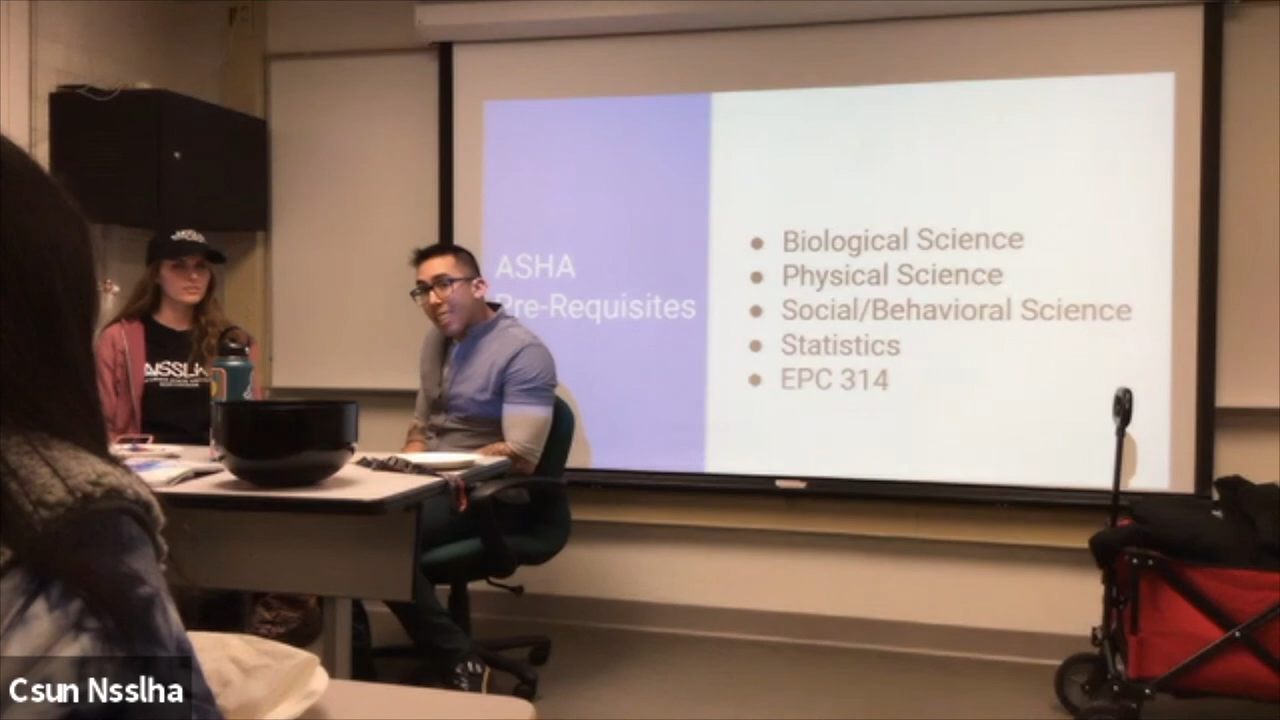 ASHA
Pre-Requisites
● Biological Science
● Physical Science
● Social/Behavioral Science
● Statistics
● EPC 314
NSSLHA
Csun Nsslha